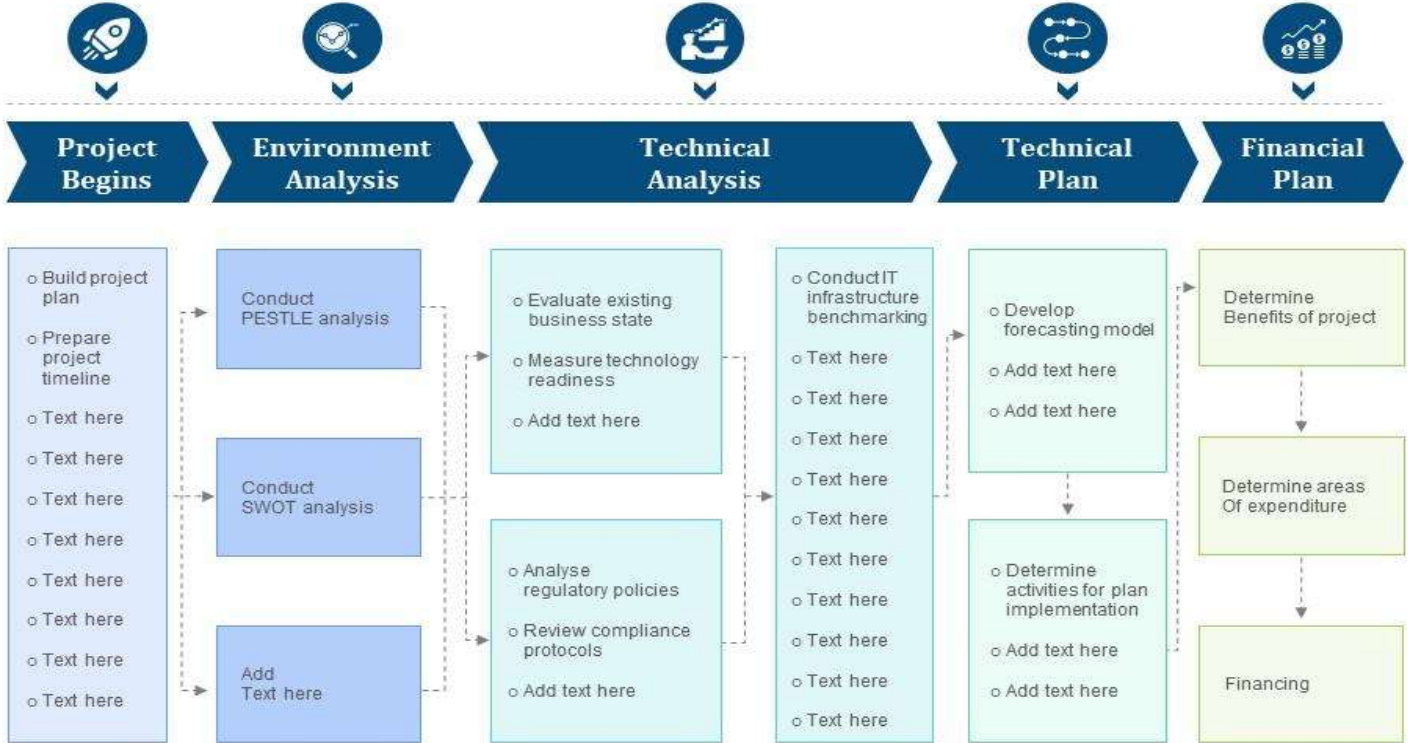 Project
Begins
Environment
Analysis
Technical
Analysis
Technical
Plan
Financial
Plan
Build project
plan
Prepare
project
timeline
Text here
Text here
Text here
Text here
Text here
Text here
Text here
Text here
Conduct
PESTLE analysis
Conduct
SWOT analysis
Add
Text here
Evaluate existing
business state
Measure technology
readiness
Add text here
Analyse
regulatory policies
Review compliance
protocols
Add text here
Conduct IT
infrastructure
benchmarking
Text here
Text here
Text here
Text here
Text here
Text here
Text here
Text here
Text here
Text here
Develop
forecasting model
Add text here
Add text here
Determine
activities for plan
implementation
Add text here
Add text here
Determine
Benefits of project
Determine areas
Of expenditure
Financing